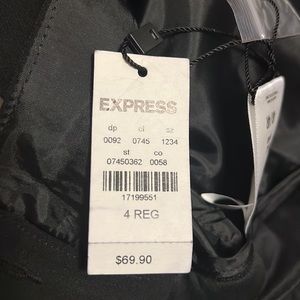 EXPRESS
dp cl sz
0092 0745 1234
st co
07450362 0058
17199551
4 REG
$69.90